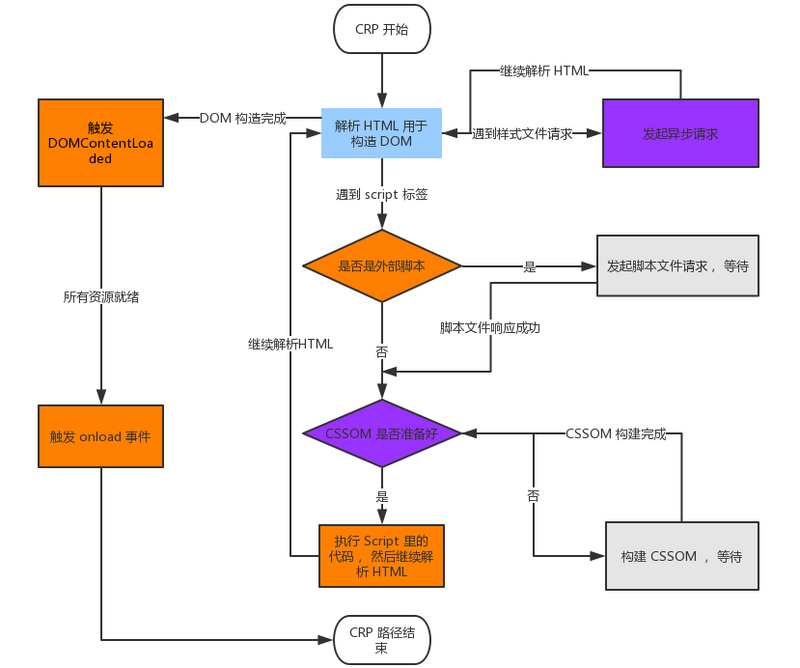 CRP 开始
继续解析 HTML
触发
DOMContentLoa
ded
DOM 构造完成
解析 HTML 用于
构造 DOM
遇到样式文件请求
发起异步请求
遇到 script 标签
是否是外部脚本
是
发起脚本文件请求 ，等待
所有资源就绪
脚本文件响应成功
继续解析HTML
否
触发 onload 事件
CSSOM 是否准备好
CSSOM 构建完成
是
否
执行 Script 里的
代码 ，然后继续解
析 HTML
构建 CSSOM ，等待
CRP 路径结
束